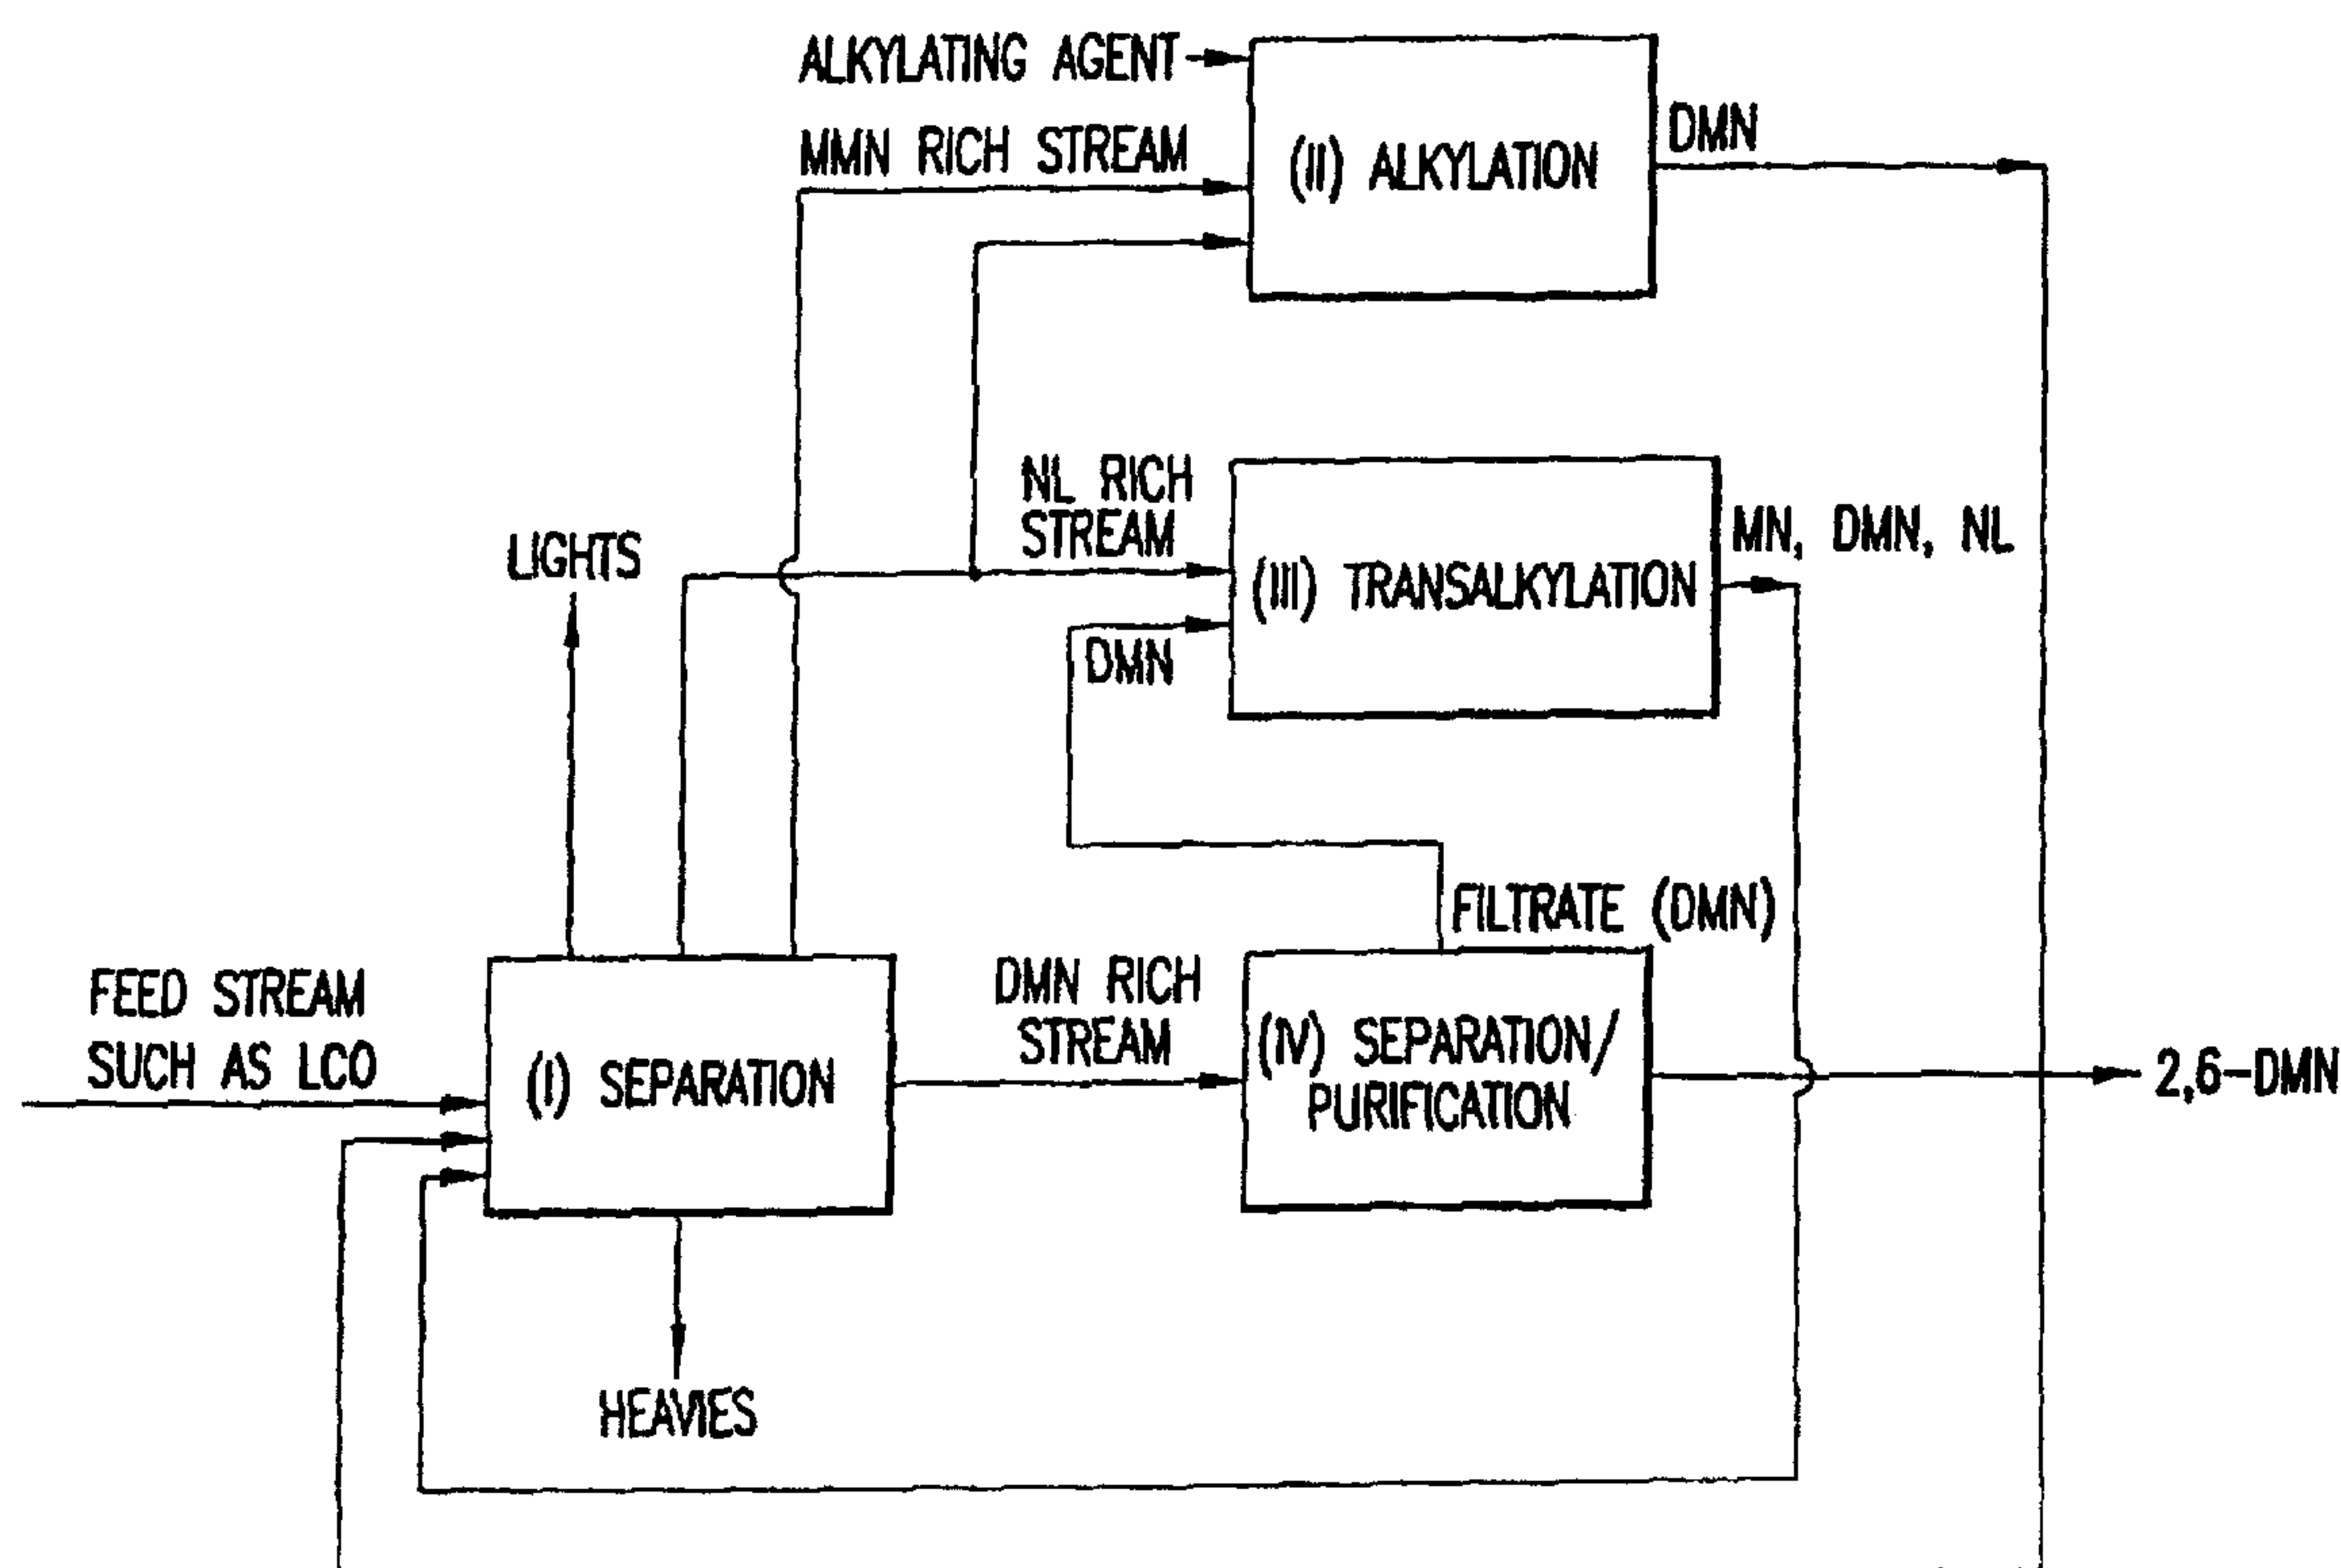 ALKYLATING AGENT
MMN RICH STREAM
(II) ALKYLATION
DMN
NL RICH
STREAM
(III) TRANSALKYLATION
MN, DMN, NL
DMN
LIGHTS
FILTRATE (DMN)
FEED STREAM
SUCH AS LCO
(I) SEPARATION
DMN RICH
STREAM
(IV) SEPARATION/
PURIFICATION
2,6-DMN
HEAVIES